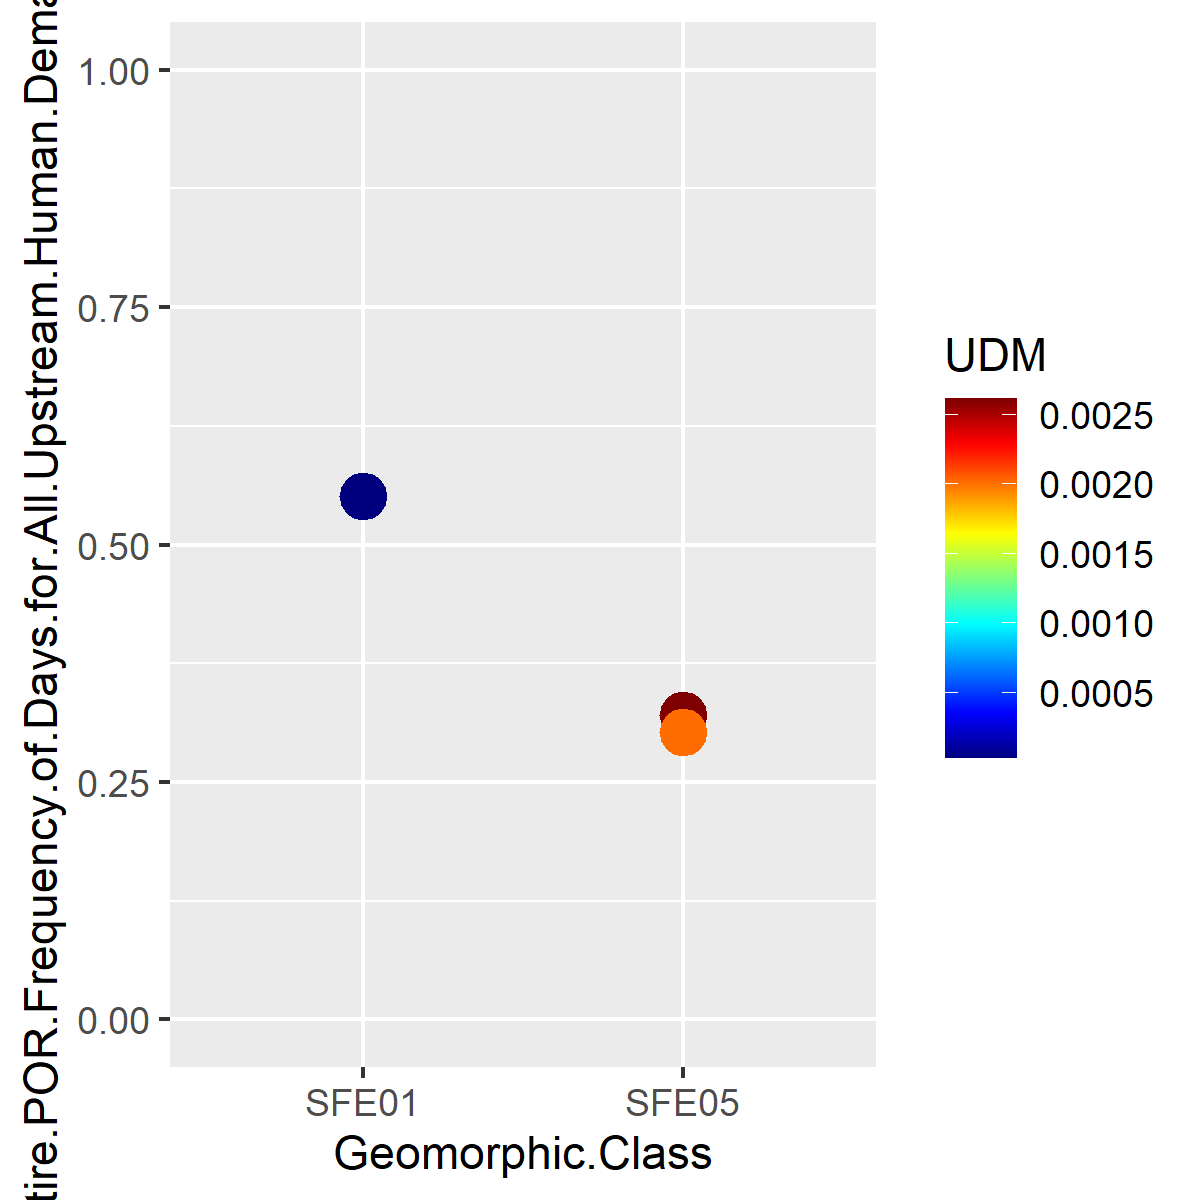 tire.POR.Frequency.of.Days.for.All.Upstream.Human.Dema
1.00
0.75
0.50
0.25
0.00
SFE01 SFE05
Geomorphic.Class
UDM
0.0025
0.0020
0.0015
0.0010
0.0005